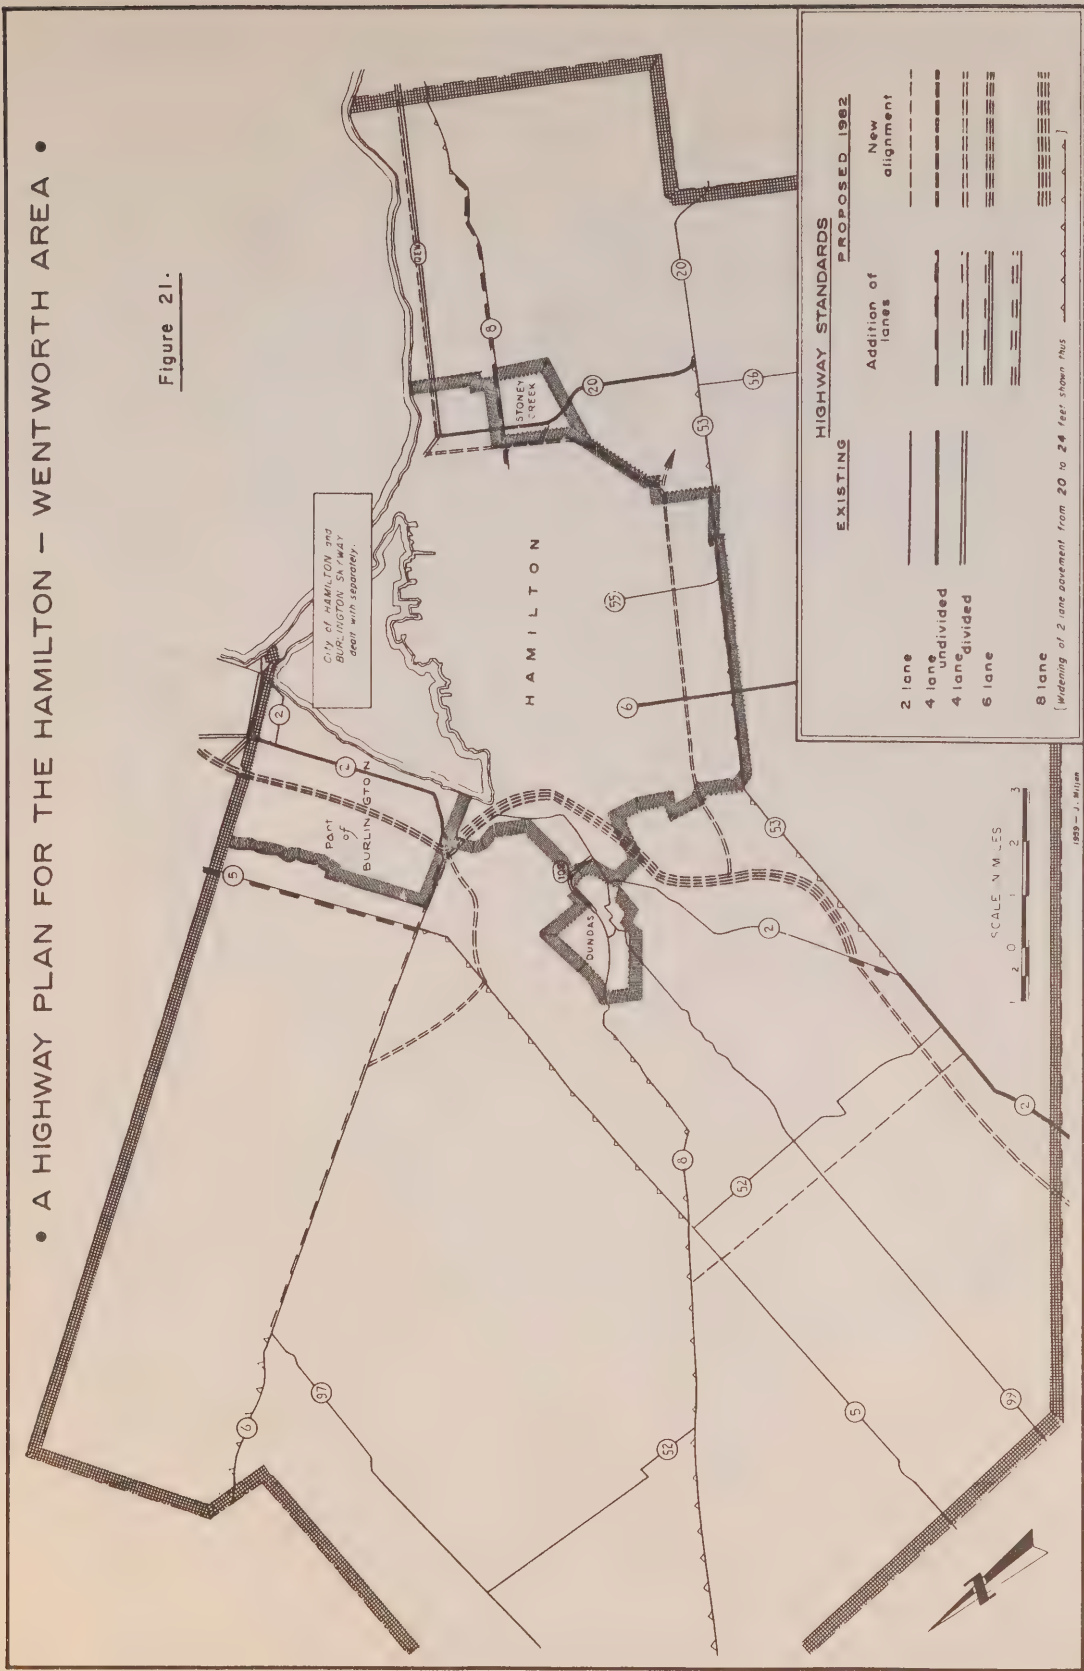 • A HIGHWAY PLAN FOR THE HAMILTON – WENTWORTH AREA •
Figure 21.
City of HAMILTON and
BURLINGTON SKYWAY
dealt with separately.
2
2
Part
of
BURLINGTON
5
6
97
52
HAMILTON
6
55
QEW
8
STONEY
CREEK
20
20
53
56
DUNDAS
2
53
8
52
5
99
2
SCALE IN MILES
1 2 0 1 2 3
HIGHWAY STANDARDS
EXISTING
PROPOSED 1982
Addition of
lanes
New
alignment
2 lane
4 lane
undivided
4 lane
divided
6 lane
8 lane
[Widening of 2 lane pavement from 20 to 24 feet shown thus ]
1959 – J. Miljan